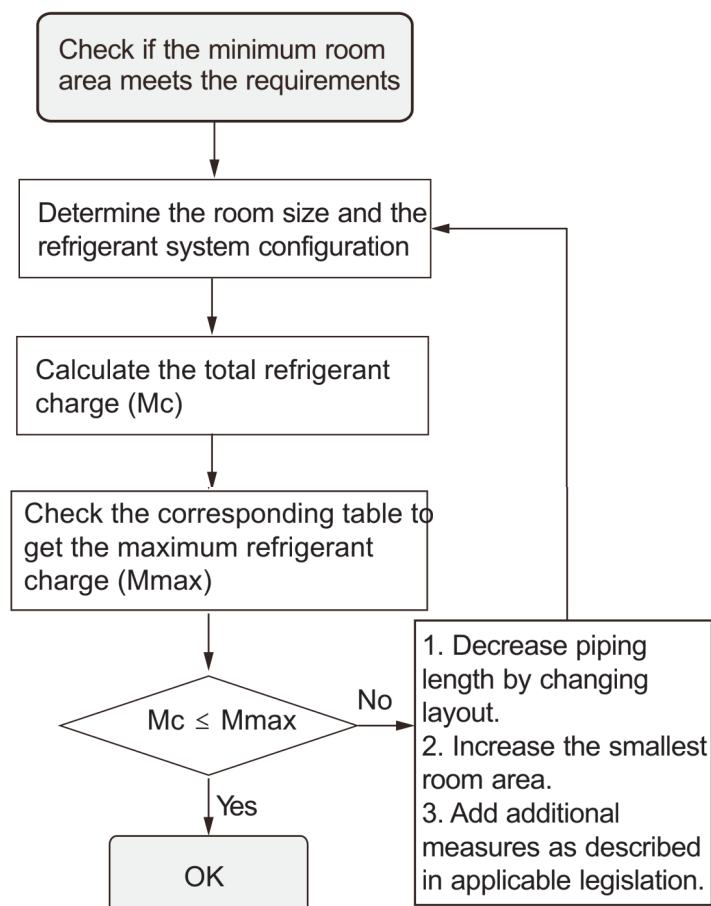 Check if the minimum room
area meets the requirements
Determine the room size and the
refrigerant system configuration
Calculate the total refrigerant
charge (Mc)
Check the corresponding table to
get the maximum refrigerant
charge (Mmax)
Mc ≤ Mmax
No
Yes
OK
1. Decrease piping
length by changing
layout.
2. Increase the smallest
room area.
3. Add additional
measures as described
in applicable legislation.